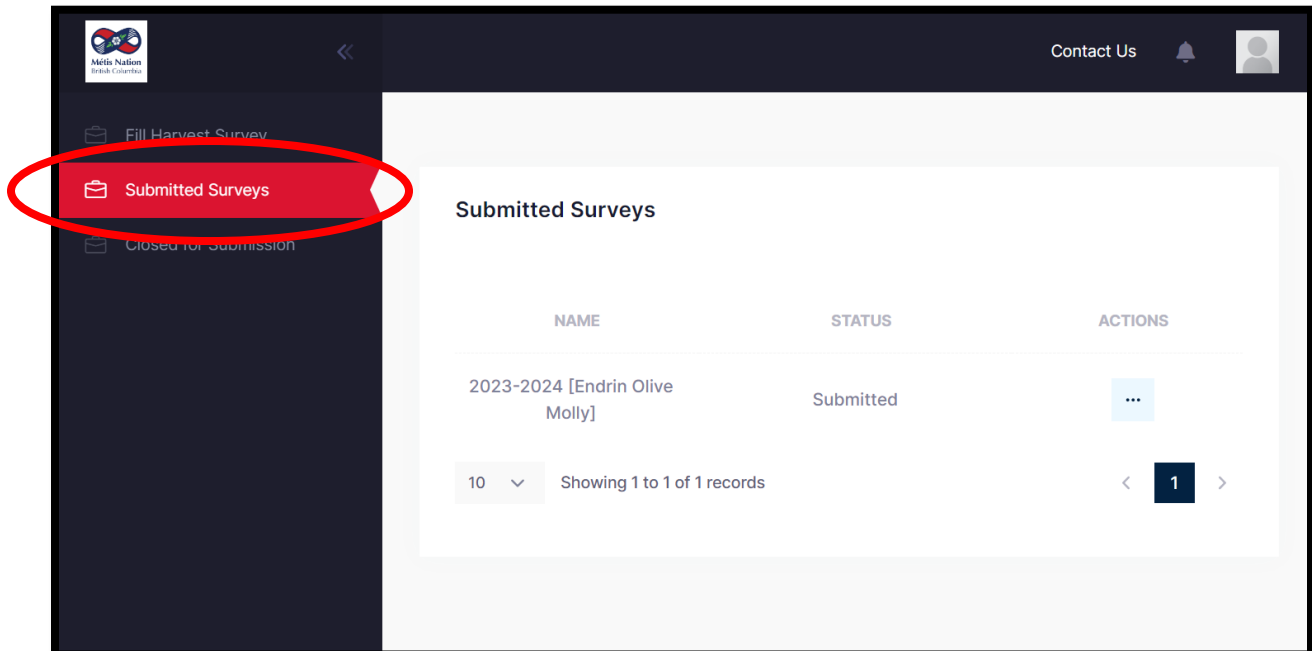 Métis Nation
British Columbia
Contact Us
Fill Harvest Survey
Submitted Surveys
Closed for Submission
Submitted Surveys
NAME STATUS ACTIONS
2023-2024 [Endrin Olive
Molly] Submitted ...
10 Showing 1 to 1 of 1 records < 1 >